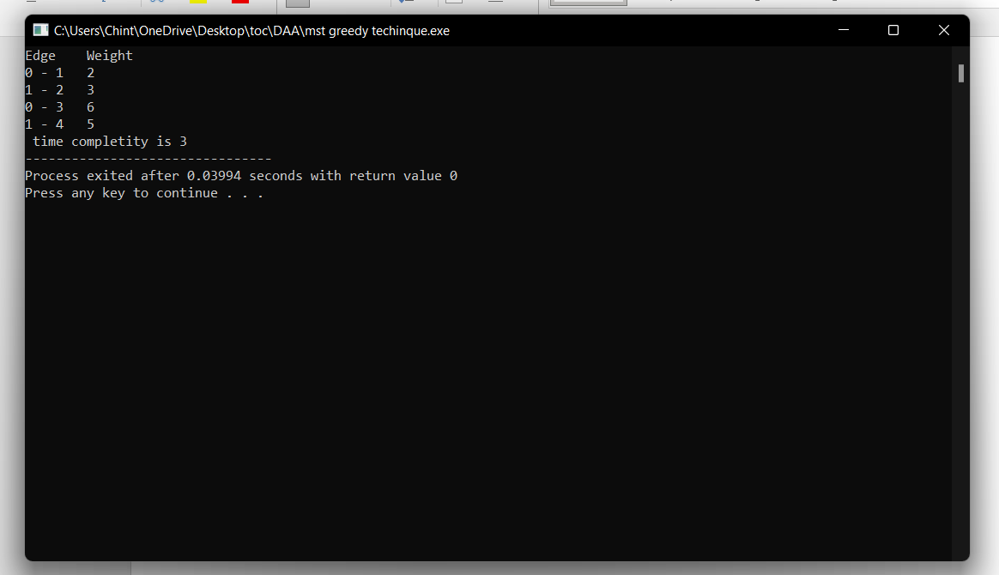 C:\Users\Chint\OneDrive\Desktop\toc\DAA\mst greedy techinque.exe
Edge    Weight
0 - 1   2
1 - 2   3
0 - 3   6
1 - 4   5
 time completity is 3
--------------------------------
Process exited after 0.03994 seconds with return value 0
Press any key to continue . . .